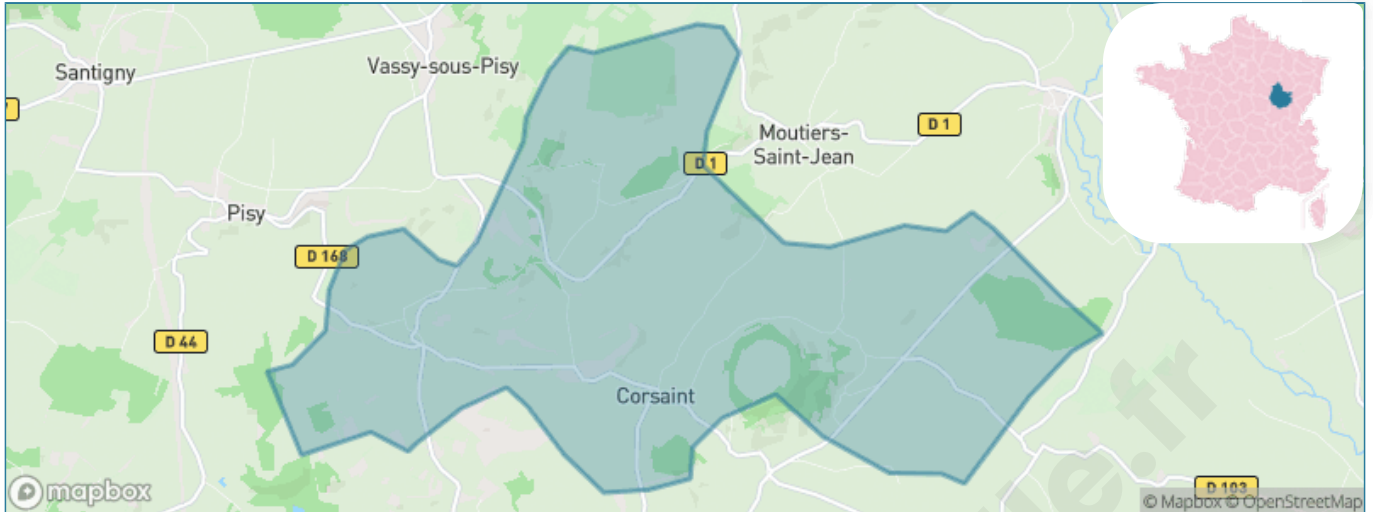 Santigny
Vassy-sous-Pisy
D 1
Moutiers-
Saint-Jean
D 1
Pisy
D 168
D 44
Corsaint
D 103
mapbox
© Mapbox © OpenStreetMap